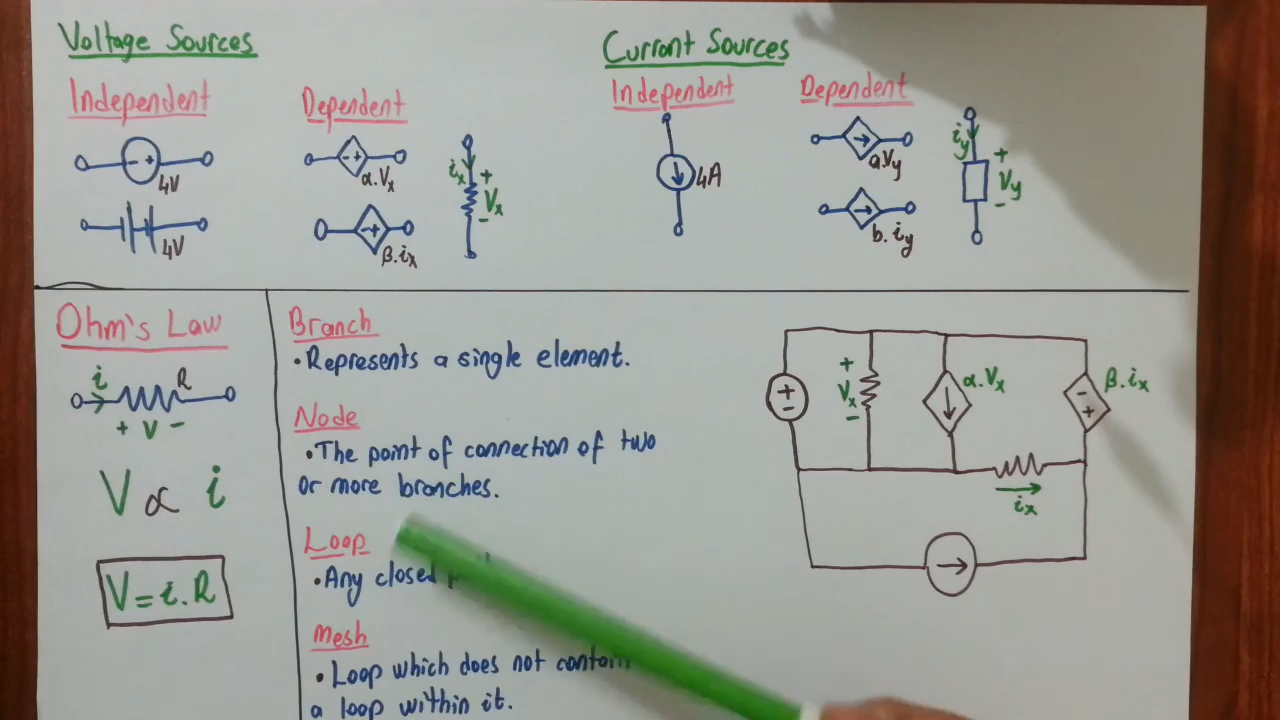 Voltage Sources
Independent
4V
4V
Dependent
α.Vx
β.ix
ix
+
Vx
-
Current Sources
Independent
4A
Dependent
a.Vy
b.iy
iy
+
Vy
-
Ohm's Law
i
R
+ V -
V ∝ i
V = i.R
Branch
• Represents a single element.
Node
• The point of connection of two
or more branches.
Loop
• Any closed
Mesh
• Loop which does not contain
a loop within it.
+
Vx
-
α.Vx
β.ix
ix